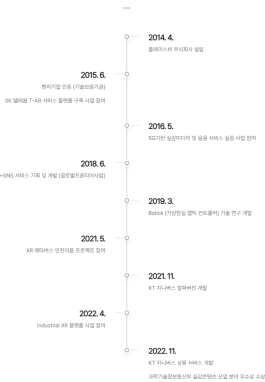 2014. 4.
플레이스비 주식회사 설립
2015. 6.
벤처기업 인증 (기술보증기금)
SK 텔레콤 T-AR 서비스 플랫폼 구축 사업 참여
2016. 5.
5G기반 실감미디어 및 응용 서비스 실증 사업 참여
2018. 6.
SNS 서비스 기획 및 개발 (글로벌프론티어사업)
2019. 3.
(가상현실 햅틱 컨트롤러) 기술 연구 개발
2021. 5.
XR 메타버스 인천이음 프로젝트 참여
2021. 11.
KT 지니버스 알파버전 개발
2022. 4.
Industrial XR 플랫폼 사업 참여
2022. 11.
KT 지니버스 상용 서비스 개발
과학기술정보통신부 실감콘텐츠 산업 분야 우수상 수상